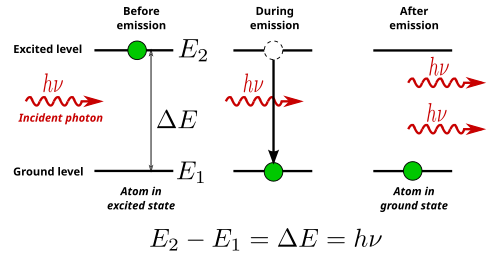 Before
emission
During
emission
After
emission
Excited level
E₂
hν
Incident photon
ΔE
hν
hν
hν
Ground level
E₁
Atom in
excited state
Atom in
ground state
E₂ − E₁ = ΔE = hν